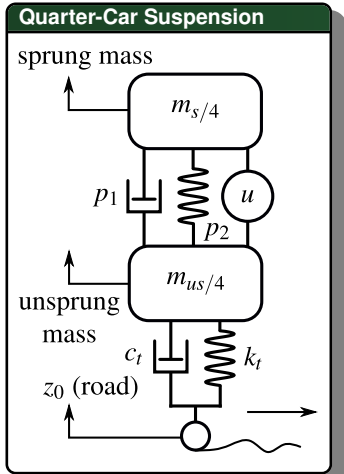 Quarter-Car Suspension
sprung mass
m_{s/4}
p_1
u
p_2
m_{us/4}
unsprung
mass
c_t
k_t
z_0 (road)